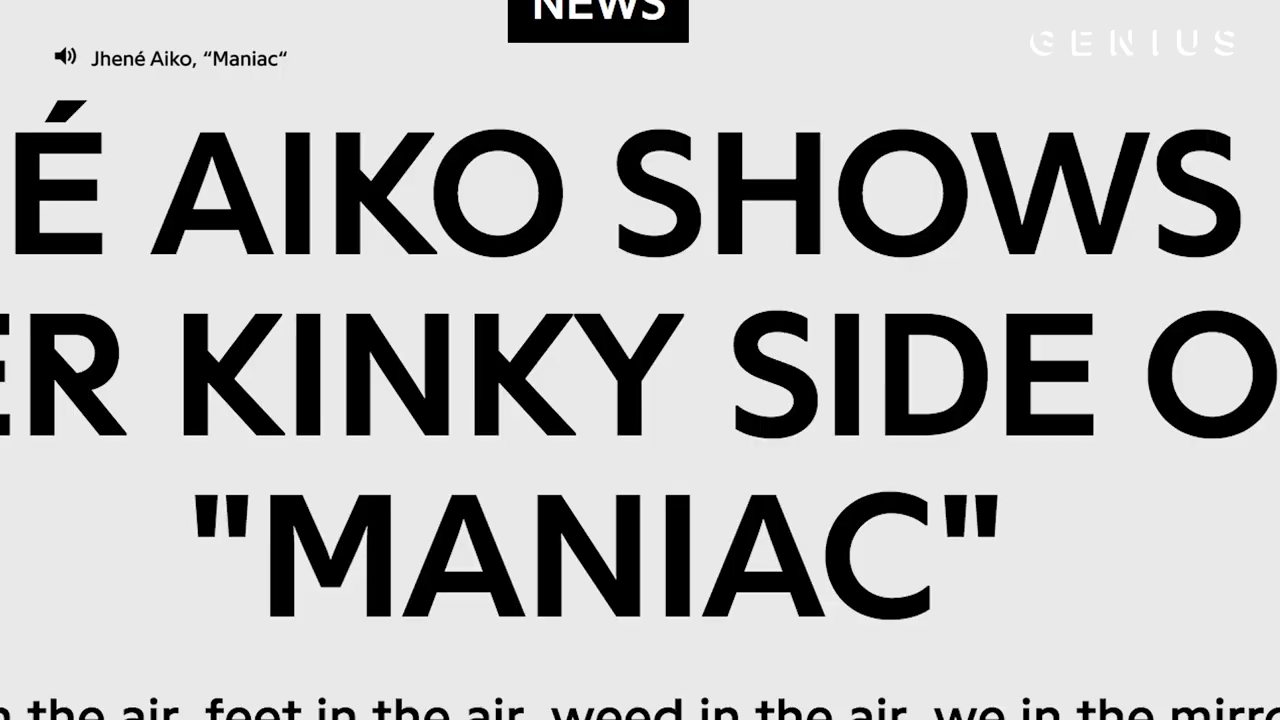 NEWS
GENIUS
Jhené Aiko, “Maniac“
É AIKO SHOWS
ER KINKY SIDE O
"MANIAC"
the air, feet in the air, weed in the air, we in the mirro